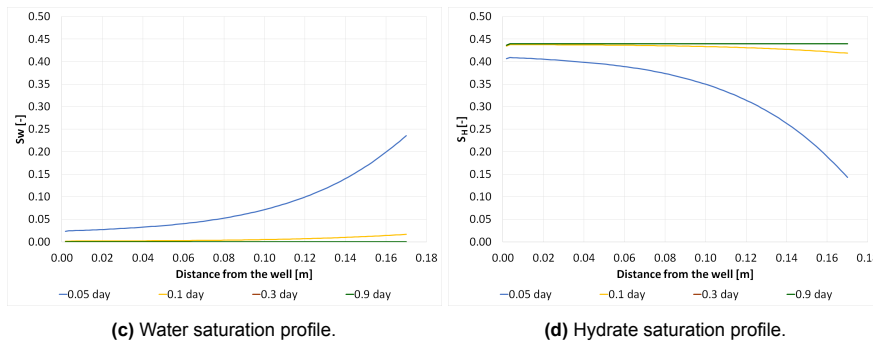 0.50
0.45
0.40
0.35
0.30
0.25
0.20
0.15
0.10
0.05
0.00
Sw [-]
0.00 0.02 0.04 0.06 0.08 0.10 0.12 0.14 0.16 0.18
Distance from the well [m]
0.05 day 0.1 day 0.3 day 0.9 day
(c) Water saturation profile.
0.50
0.45
0.40
0.35
0.30
0.25
0.20
0.15
0.10
0.05
0.00
SH [-]
0.00 0.02 0.04 0.06 0.08 0.10 0.12 0.14 0.16 0.18
Distance from the well [m]
0.05 day 0.1 day 0.3 day 0.9 day
(d) Hydrate saturation profile.